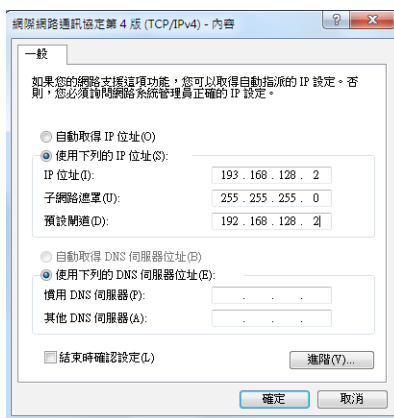 網際網路通訊協定第 4 版 (TCP/IPv4) - 內容
一般
如果您的網路支援這項功能，您可以取得自動指派的 IP 設定。否
則，您必須詢問網路系統管理員正確的 IP 設定。
自動取得 IP 位址(O)
使用下列的 IP 位址(S):
IP 位址(I): 193 . 168 . 128 . 2
子網路遮罩(U): 255 . 255 . 255 . 0
預設閘道(D): 192 . 168 . 128 . 2
自動取得 DNS 伺服器位址(B)
使用下列的 DNS 伺服器位址(E):
慣用 DNS 伺服器(P): . . .
其他 DNS 伺服器(A): . . .
結束時確認設定(L)
進階(V)...
確定 取消